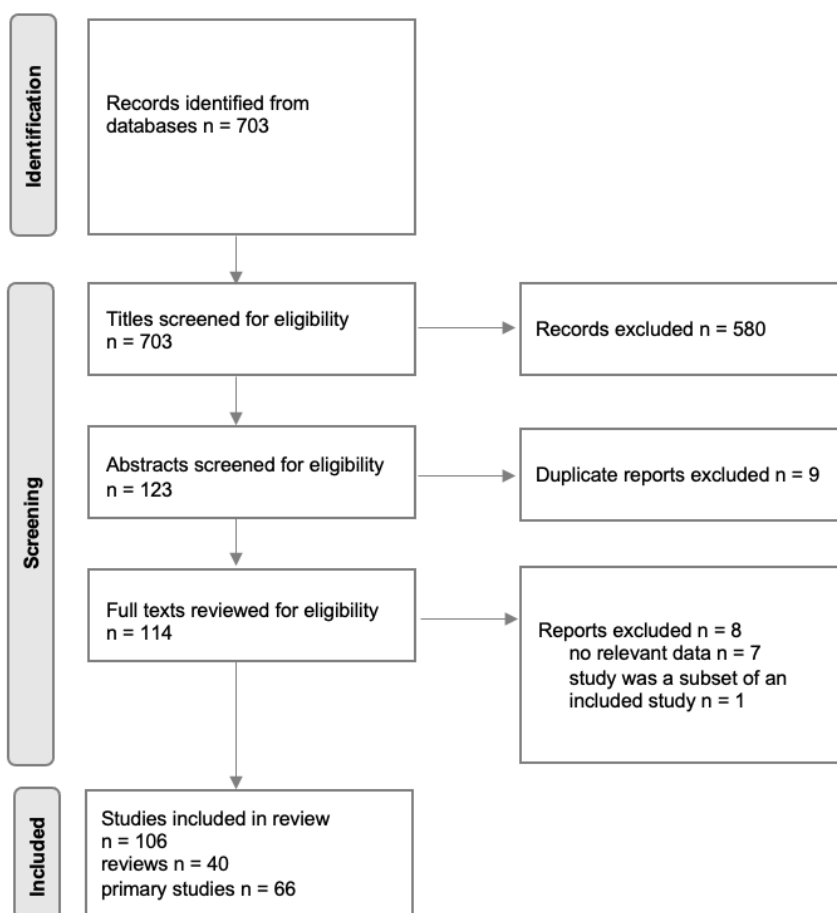 Identification
Records identified from
databases n = 703
Screening
Titles screened for eligibility
n = 703
Records excluded n = 580
Abstracts screened for eligibility
n = 123
Duplicate reports excluded n = 9
Full texts reviewed for eligibility
n = 114
Reports excluded n = 8
no relevant data n = 7
study was a subset of an
included study n = 1
Included
Studies included in review
n = 106
reviews n = 40
primary studies n = 66